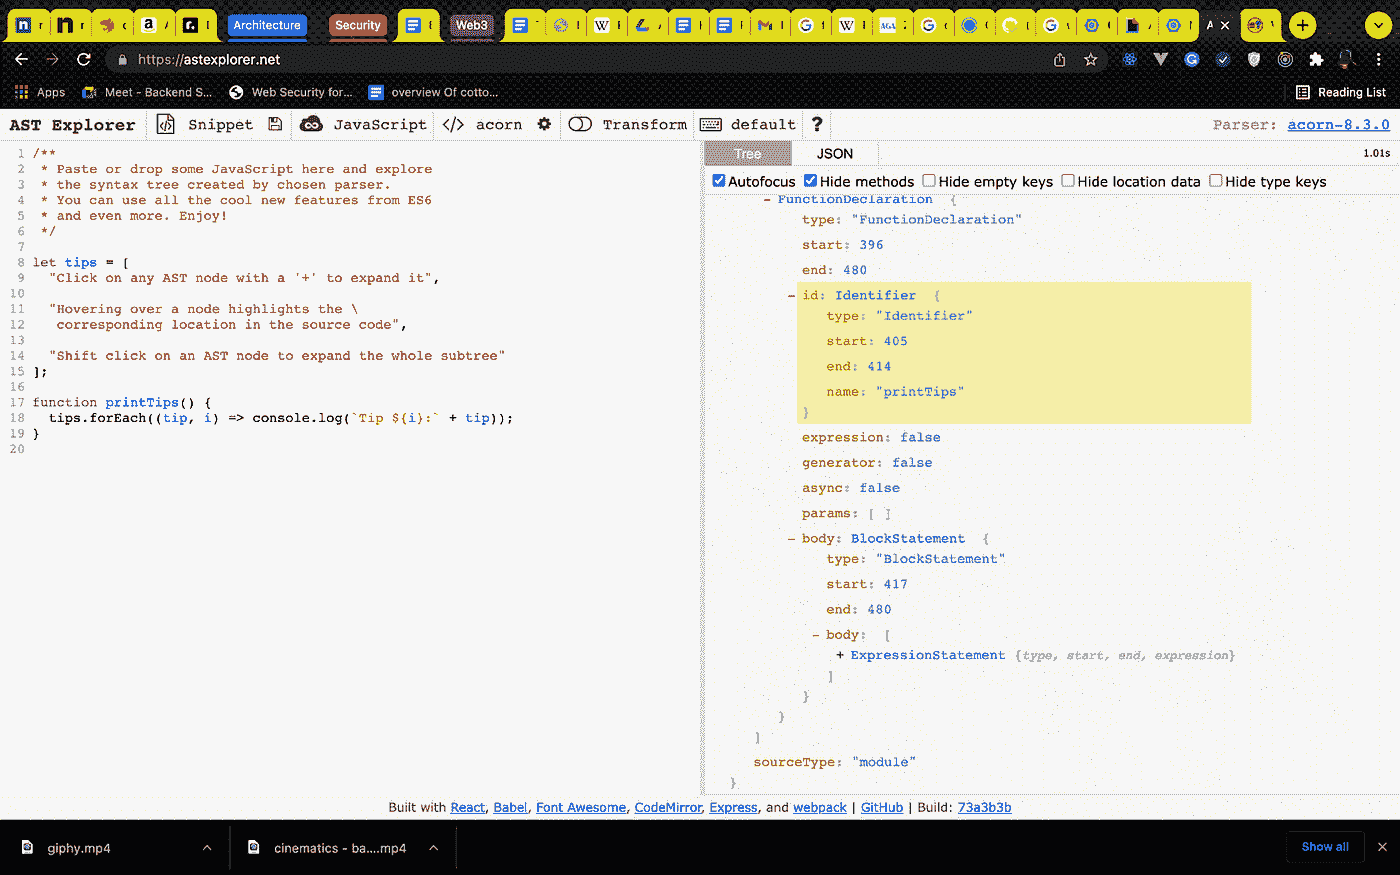 Architecture Security Web3
https://astexplorer.net
Apps Meet - Backend S... Web Security for... overview Of cotto... Reading List
AST Explorer Snippet JavaScript </> acorn Transform default ? Parser: acorn-8.3.0
Tree JSON 1.01s
Autofocus Hide methods Hide empty keys Hide location data Hide type keys
1 /**
2 * Paste or drop some JavaScript here and explore
3 * the syntax tree created by chosen parser.
4 * You can use all the cool new features from ES6
5 * and even more. Enjoy!
6 */
7
8 let tips = [
9 "Click on any AST node with a '+' to expand it",
10
11 "Hovering over a node highlights the \
12 corresponding location in the source code",
13
14 "Shift click on an AST node to expand the whole subtree"
15 ];
16
17 function printTips() {
18 tips.forEach((tip, i) => console.log(`Tip ${i}:` + tip));
19 }
20
- FunctionDeclaration {
type: "FunctionDeclaration"
start: 396
end: 480
- id: Identifier {
type: "Identifier"
start: 405
end: 414
name: "printTips"
}
expression: false
generator: false
async: false
params: [ ]
- body: BlockStatement {
type: "BlockStatement"
start: 417
end: 480
- body: [
+ ExpressionStatement {type, start, end, expression}
]
}
}
]
sourceType: "module"
}
Built with React, Babel, Font Awesome, CodeMirror, Express, and webpack | GitHub | Build: 73a3b3b
giphy.mp4 cinematics - ba....mp4 Show all